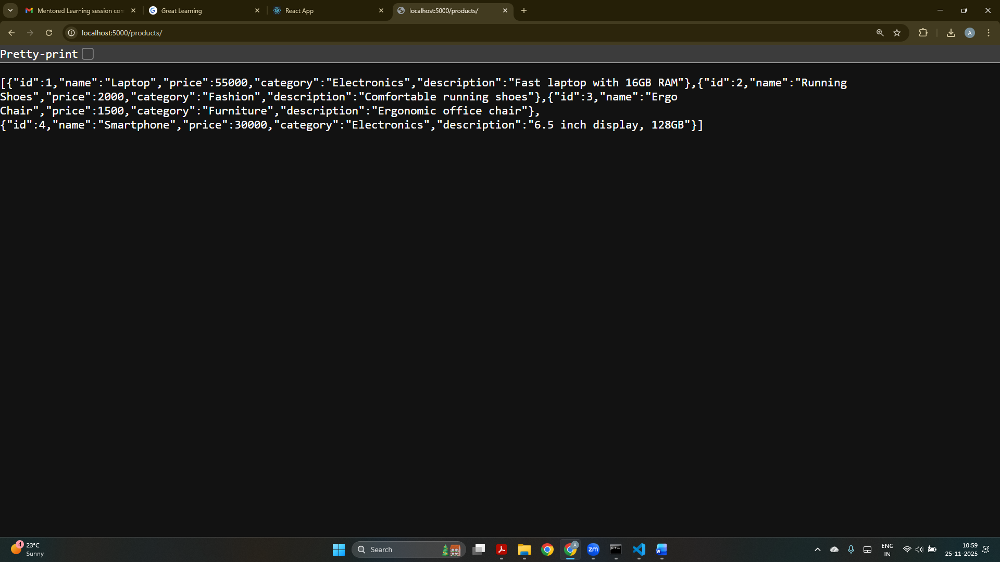 Mentored Learning session con
Great Learning
React App
localhost:5000/products/
localhost:5000/products/
A
Pretty-print
[{"id":1,"name":"Laptop","price":55000,"category":"Electronics","description":"Fast laptop with 16GB RAM"},{"id":2,"name":"Running
Shoes","price":2000,"category":"Fashion","description":"Comfortable running shoes"},{"id":3,"name":"Ergo
Chair","price":1500,"category":"Furniture","description":"Ergonomic office chair"},
{"id":4,"name":"Smartphone","price":30000,"category":"Electronics","description":"6.5 inch display, 128GB"}]
4
23°C
Sunny
Search
A
zm
W
ENG
IN
10:59
25-11-2025